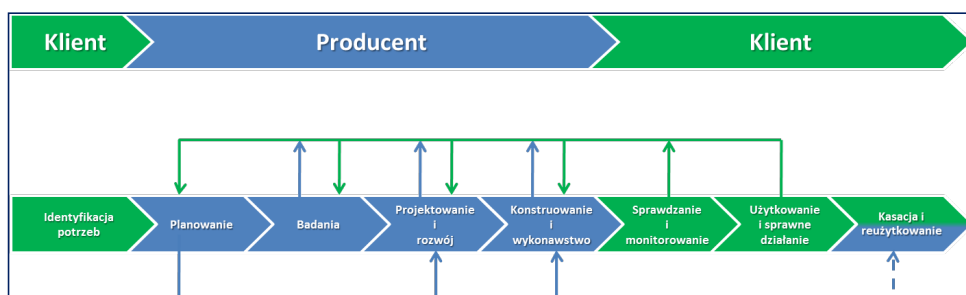 Klient
Producent
Klient
Identyfikacja
potrzeb
Planowanie
Badania
Projektowanie
i
rozwój
Konstruowanie
i
wykonawstwo
Sprawdzanie
i
monitorowanie
Użytkowanie
i sprawne
działanie
Kasacja i
reużytkowanie